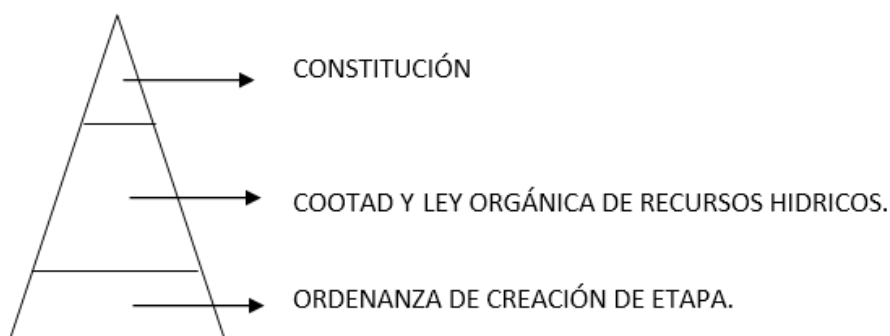 CONSTITUCIÓN
COOTAD Y LEY ORGÁNICA DE RECURSOS HIDRICOS.
ORDENANZA DE CREACIÓN DE ETAPA.